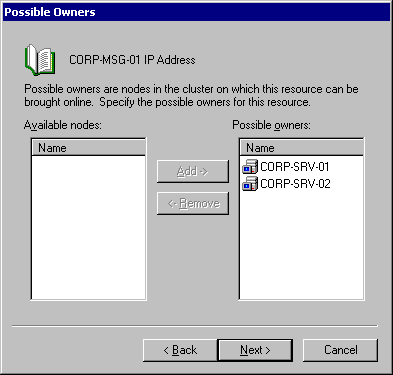 Possible Owners
CORP-MSG-01 IP Address
Possible owners are nodes in the cluster on which this resource can be
brought online.  Specify the possible owners for this resource.
Available nodes:
Name
Add ->
<- Remove
Possible owners:
Name
CORP-SRV-01
CORP-SRV-02
< Back
Next >
Cancel